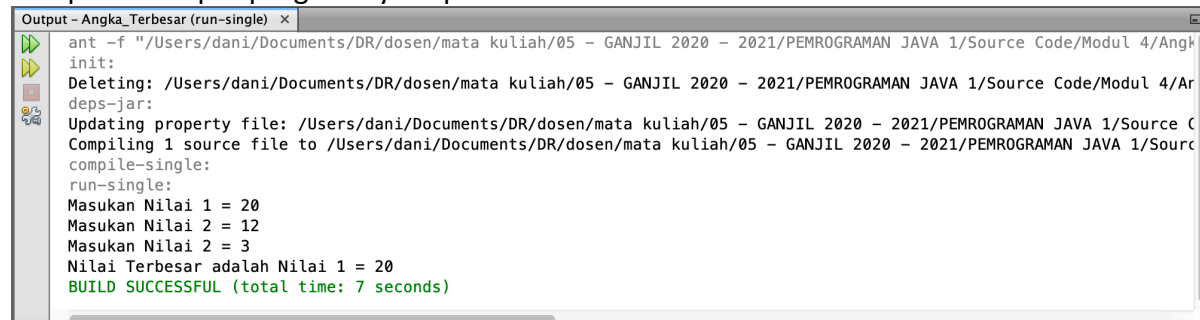 Output – Angka_Terbesar (run-single) ×
ant -f "/Users/dani/Documents/DR/dosen/mata kuliah/05 – GANJIL 2020 – 2021/PEMROGRAMAN JAVA 1/Source Code/Modul 4/Angk
init:
Deleting: /Users/dani/Documents/DR/dosen/mata kuliah/05 – GANJIL 2020 – 2021/PEMROGRAMAN JAVA 1/Source Code/Modul 4/An
deps-jar:
Updating property file: /Users/dani/Documents/DR/dosen/mata kuliah/05 – GANJIL 2020 – 2021/PEMROGRAMAN JAVA 1/Source C
Compiling 1 source file to /Users/dani/Documents/DR/dosen/mata kuliah/05 – GANJIL 2020 – 2021/PEMROGRAMAN JAVA 1/Sourc
compile-single:
run-single:
Masukan Nilai 1 = 20
Masukan Nilai 2 = 12
Masukan Nilai 2 = 3
Nilai Terbesar adalah Nilai 1 = 20
BUILD SUCCESSFUL (total time: 7 seconds)